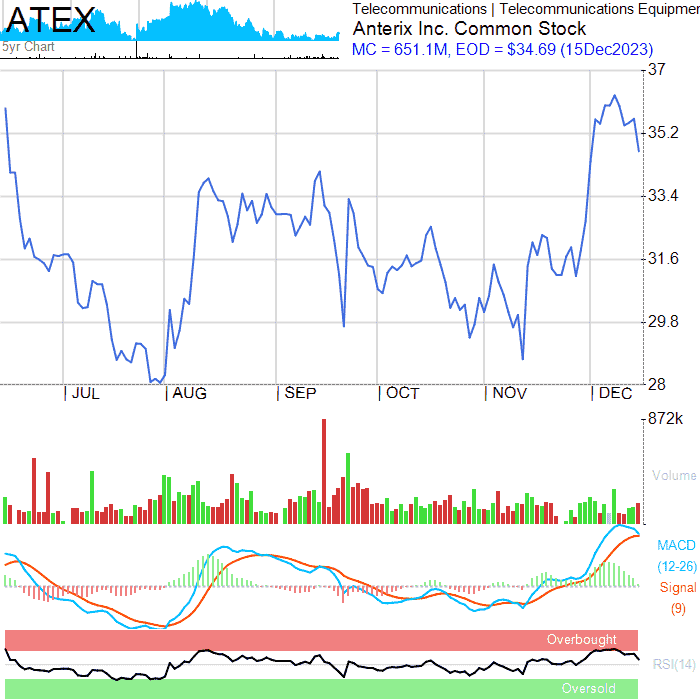 ATEX
5yr Chart
Telecommunications | Telecommunications Equipmen
Anterix Inc. Common Stock
MC = 651.1M, EOD = $34.69 (15Dec2023)
37
35.2
33.4
31.6
29.8
28
JUL AUG SEP OCT NOV DEC
872k
Volume
MACD
(12-26)
Signal
(9)
Overbought
RSI(14)
Oversold